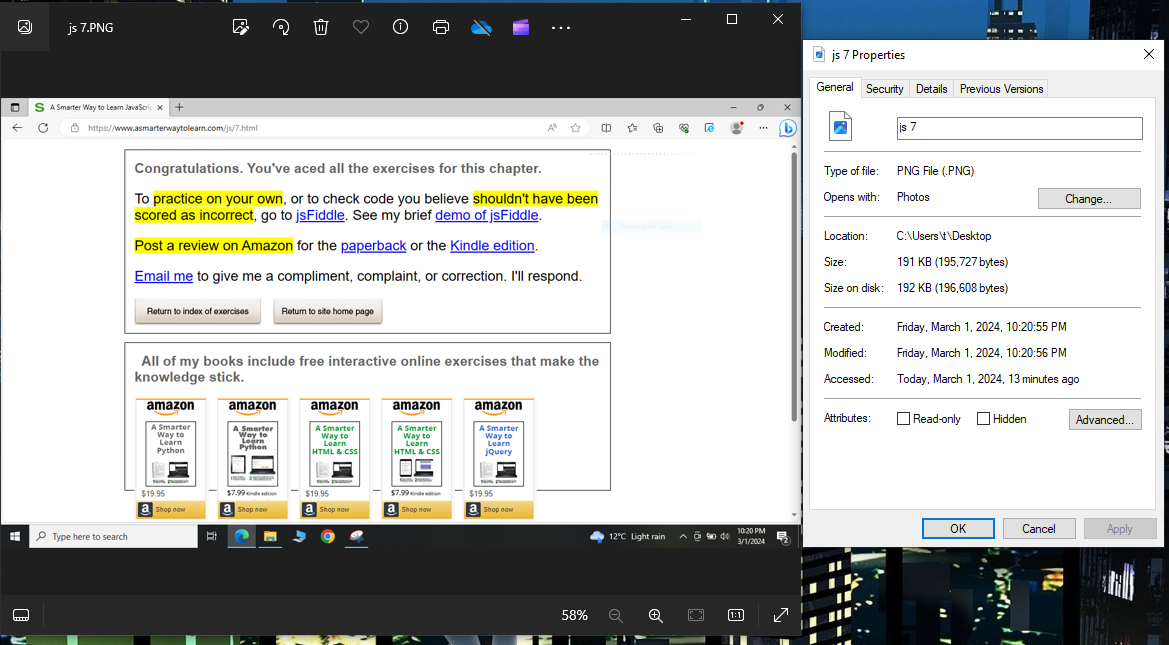 js 7.PNG
A Smarter Way to Learn JavaScri
https://www.asmarterwaytolearn.com/js/7.html
Congratulations. You've aced all the exercises for this chapter.
To practice on your own, or to check code you believe shouldn't have been
scored as incorrect, go to jsFiddle. See my brief demo of jsFiddle.
Post a review on Amazon for the paperback or the Kindle edition.
Email me to give me a compliment, complaint, or correction. I'll respond.
Return to index of exercises
Return to site home page
All of my books include free interactive online exercises that make the
knowledge stick.
amazon
A Smarter
Way to
Learn
Python
$19.95
a Shop now
amazon
A Smarter
Way to
Learn
Python
$7.99 Kindle edition
a Shop now
amazon
A Smarter
Way to
Learn
HTML & CSS
$19.95
a Shop now
amazon
A Smarter
Way to
Learn
HTML & CSS
$7.99 Kindle edition
a Shop now
amazon
A Smarter
Way to
Learn
jQuery
$19.95
a Shop now
Type here to search
12°C Light rain
10:20 PM
3/1/2024
2
58%
1:1
js 7 Properties
General Security Details Previous Versions
js 7
Type of file: PNG File (.PNG)
Opens with: Photos Change...
Location: C:\Users\t\Desktop
Size: 191 KB (195,727 bytes)
Size on disk: 192 KB (196,608 bytes)
Created: Friday, March 1, 2024, 10:20:55 PM
Modified: Friday, March 1, 2024, 10:20:56 PM
Accessed: Today, March 1, 2024, 13 minutes ago
Attributes: Read-only Hidden Advanced...
OK Cancel Apply